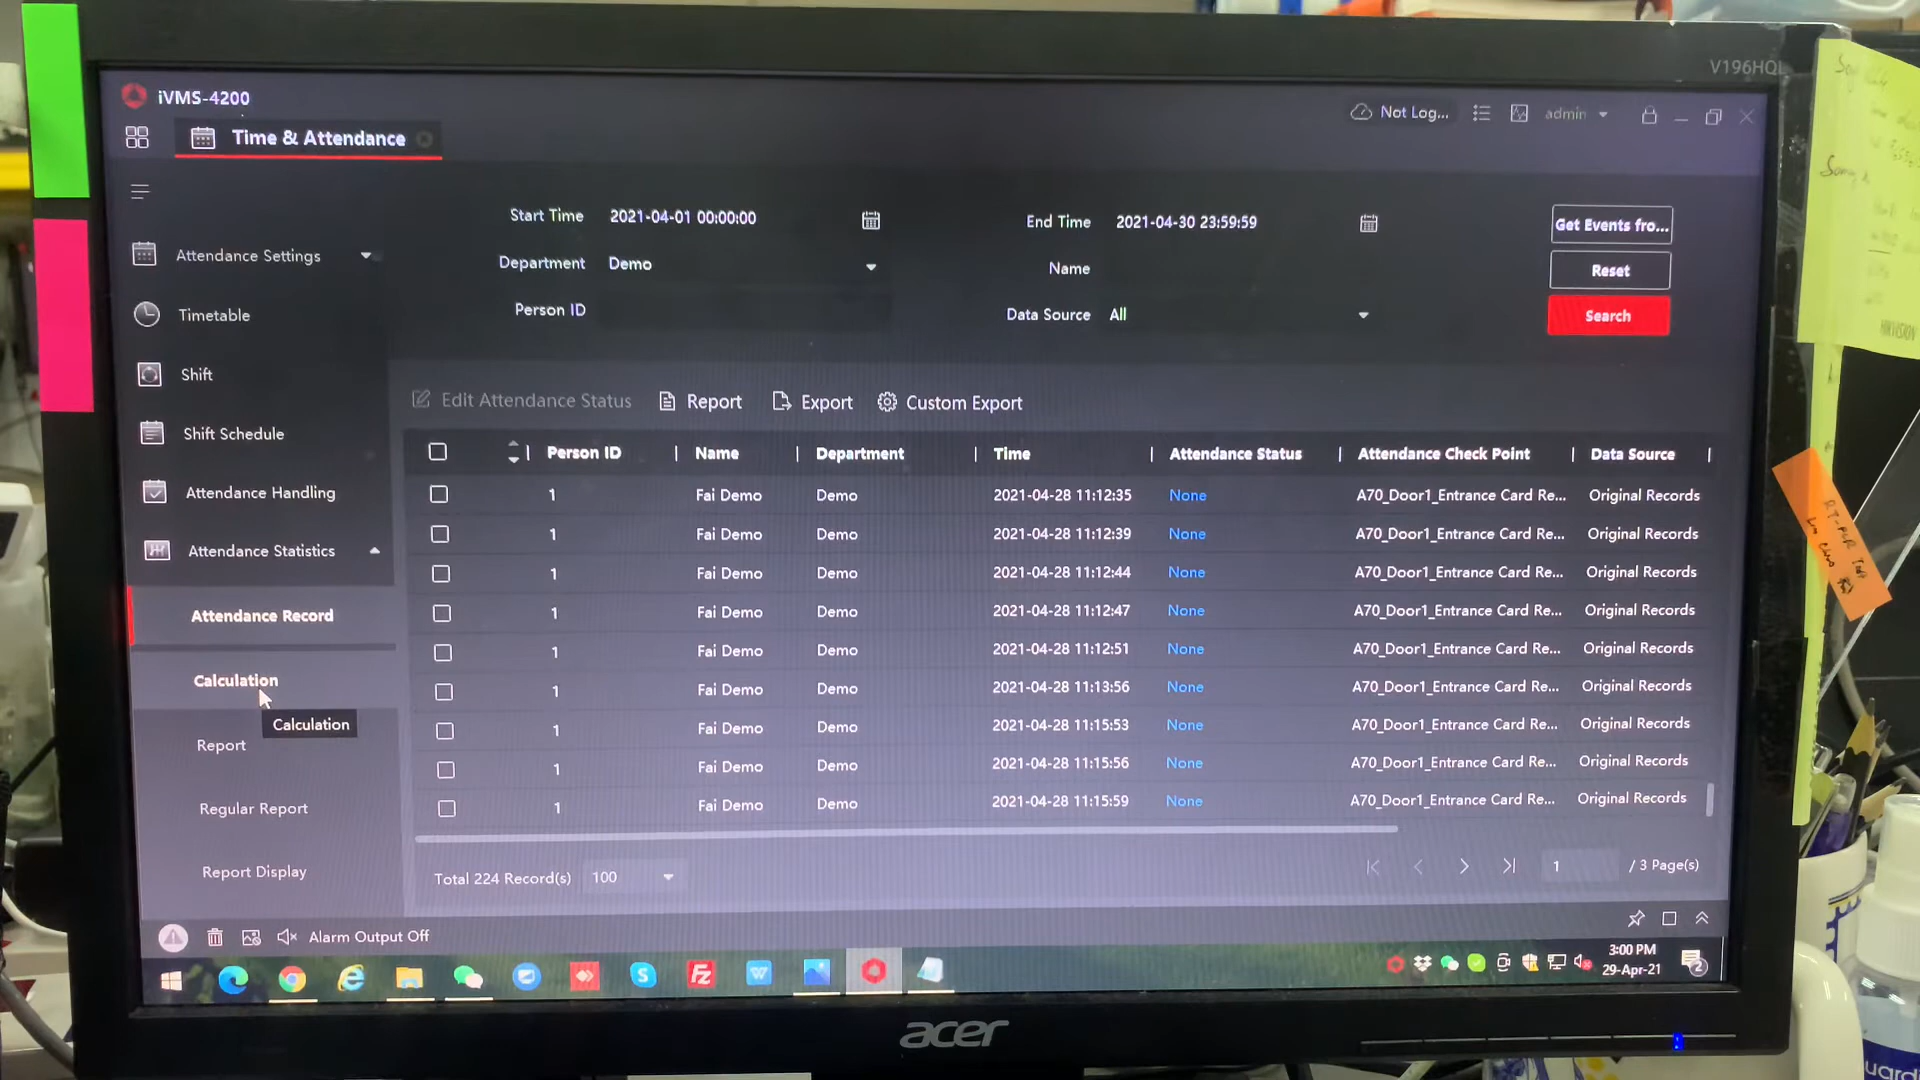 V196HQL
iVMS-4200
Not Log...
admin
Time & Attendance
Start Time 2021-04-01 00:00:00
End Time 2021-04-30 23:59:59
Get Events fro...
Department Demo
Name
Reset
Person ID
Data Source All
Search
Attendance Settings
Timetable
Shift
Shift Schedule
Attendance Handling
Attendance Statistics
Attendance Record
Calculation
Calculation
Report
Regular Report
Report Display
Edit Attendance Status Report Export Custom Export
Person ID Name Department Time Attendance Status Attendance Check Point Data Source
1 Fai Demo Demo 2021-04-28 11:12:35 None A70_Door1_Entrance Card Re... Original Records
1 Fai Demo Demo 2021-04-28 11:12:39 None A70_Door1_Entrance Card Re... Original Records
1 Fai Demo Demo 2021-04-28 11:12:44 None A70_Door1_Entrance Card Re... Original Records
1 Fai Demo Demo 2021-04-28 11:12:47 None A70_Door1_Entrance Card Re... Original Records
1 Fai Demo Demo 2021-04-28 11:12:51 None A70_Door1_Entrance Card Re... Original Records
1 Fai Demo Demo 2021-04-28 11:13:56 None A70_Door1_Entrance Card Re... Original Records
1 Fai Demo Demo 2021-04-28 11:15:53 None A70_Door1_Entrance Card Re... Original Records
1 Fai Demo Demo 2021-04-28 11:15:56 None A70_Door1_Entrance Card Re... Original Records
1 Fai Demo Demo 2021-04-28 11:15:59 None A70_Door1_Entrance Card Re... Original Records
Total 224 Record(s) 100
1 / 3 Page(s)
Alarm Output Off
3:00 PM
29-Apr-21
2
acer
HIKVISION